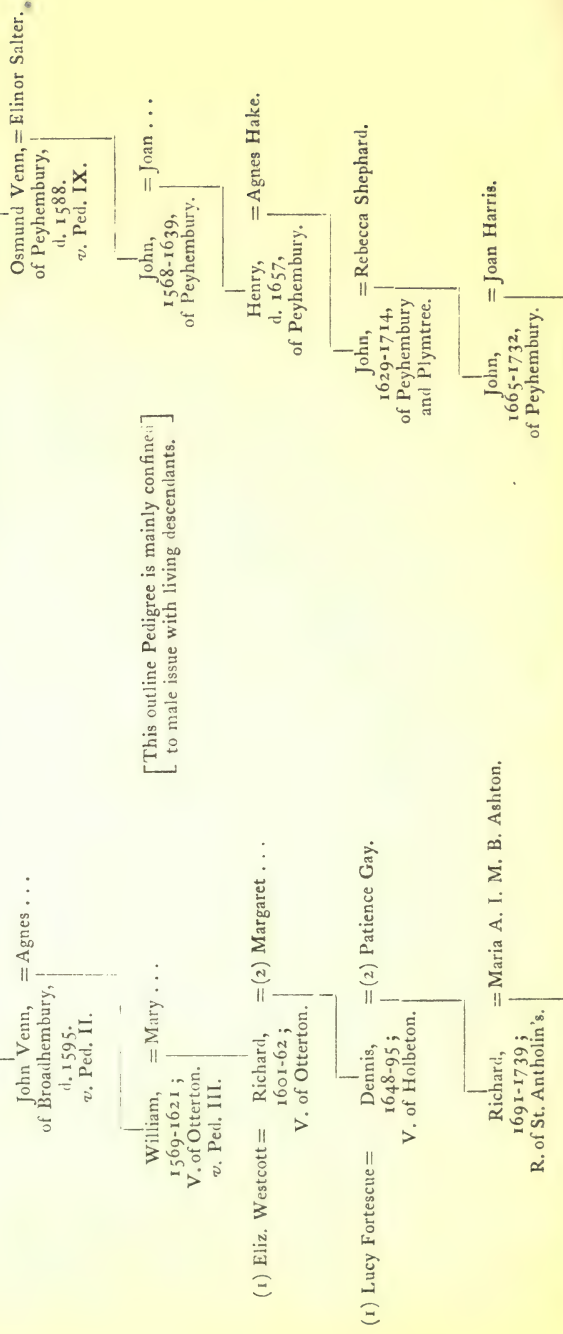 John Venn, = Agnes . . .
of Broadhembury,
d. 1595.
v. Ped. II.
William, = Mary . . .
1569-1621 ;
V. of Otterton.
v. Ped. III.
(1) Eliz. Westcott = Richard, = (2) Margaret . . .
1601-62 ;
V. of Otterton.
(1) Lucy Fortescue = Dennis, = (2) Patience Gay.
1648-95 ;
V. of Holbeton.
Richard, = Maria A. I. M. B. Ashton.
1691-1739 ;
R. of St. Antholin's.
[This outline Pedigree is mainly confined]
to male issue with living descendants.
Osmund Venn, = Elinor Salter.
of Peyhembury,
d. 1588.
v. Ped. IX.
John, = Joan . . .
1568-1639,
of Peyhembury.
Henry, = Agnes Hake.
d. 1657,
of Peyhembury.
John, = Rebecca Shephard.
1629-1714,
of Peyhembury
and Plymtree.
John, = Joan Harris.
1665-1732,
of Peyhembury.